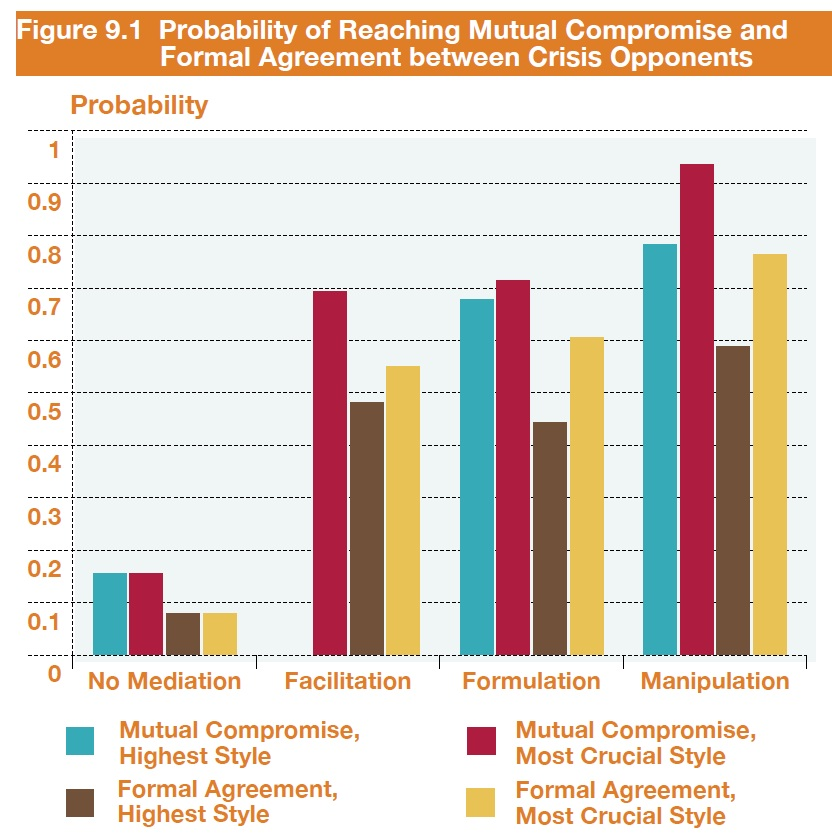 Figure 9.1 Probability of Reaching Mutual Compromise and
Formal Agreement between Crisis Opponents
Probability
1
0.9
0.8
0.7
0.6
0.5
0.4
0.3
0.2
0.1
0
No Mediation Facilitation Formulation Manipulation
Mutual Compromise,
Highest Style
Mutual Compromise,
Most Crucial Style
Formal Agreement,
Highest Style
Formal Agreement,
Most Crucial Style